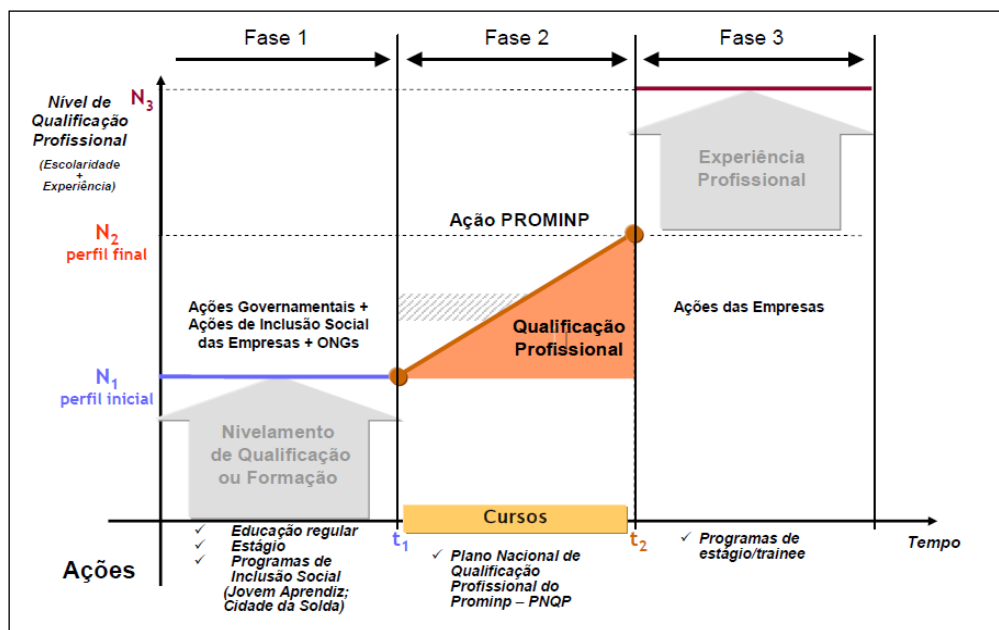 Fase 1
Fase 2
Fase 3
Nível de
Qualificação
Profissional
(Escolaridade
+
Experiência)
N3
Experiência
Profissional
Ação PROMINP
N2
perfil final
Ações Governamentais +
Ações de Inclusão Social
das Empresas + ONGs
Qualificação
Profissional
Ações das Empresas
N1
perfil inicial
Nivelamento
de Qualificação
ou Formação
Cursos
Ações
✓ Educação regular
✓ Estágio
✓ Programas de
Inclusão Social
(Jovem Aprendiz;
Cidade da Solda)
t1
✓ Plano Nacional de
Qualificação
Profissional do
Prominp – PNQP
t2
✓ Programas de
estágio/trainee
Tempo